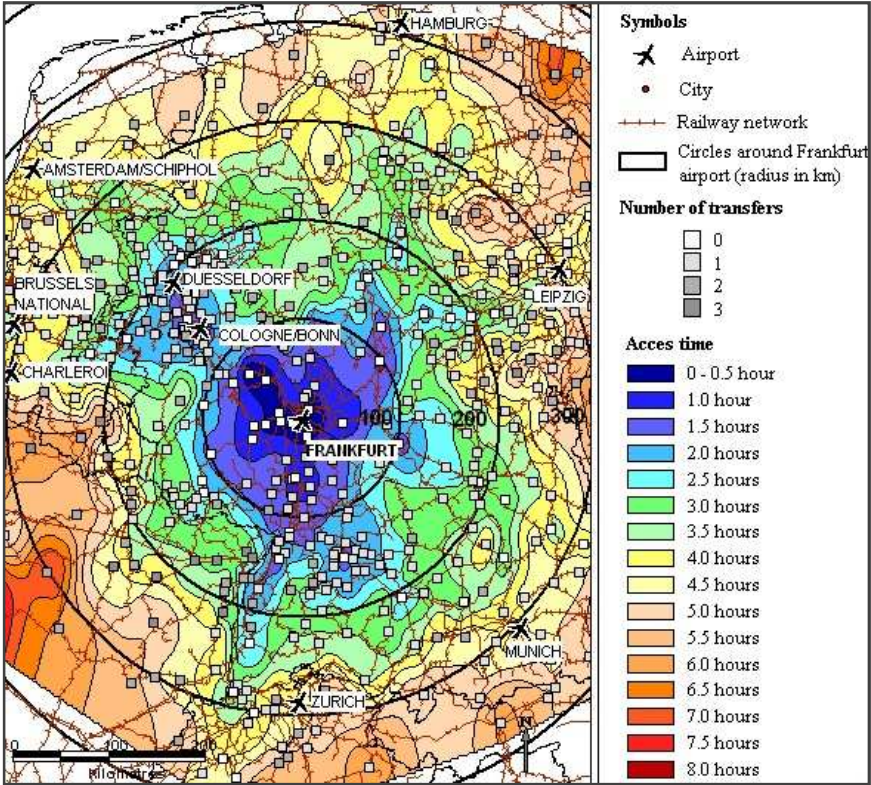 HAMBURG
AMSTERDAM/SCHIPHOL
DUESSELDORF
BRUSSELS
NATIONAL
LEIPZIG
COLOGNE/BONN
CHARLEROI
100
200
300
FRANKFURT
MUNICH
ZURICH
0
100
200
Kilometres
N
Symbols
Airport
City
Railway network
Circles around Frankfurt
airport (radius in km)
Number of transfers
0
1
2
3
Acces time
0 - 0.5 hour
1.0 hour
1.5 hours
2.0 hours
2.5 hours
3.0 hours
3.5 hours
4.0 hours
4.5 hours
5.0 hours
5.5 hours
6.0 hours
6.5 hours
7.0 hours
7.5 hours
8.0 hours